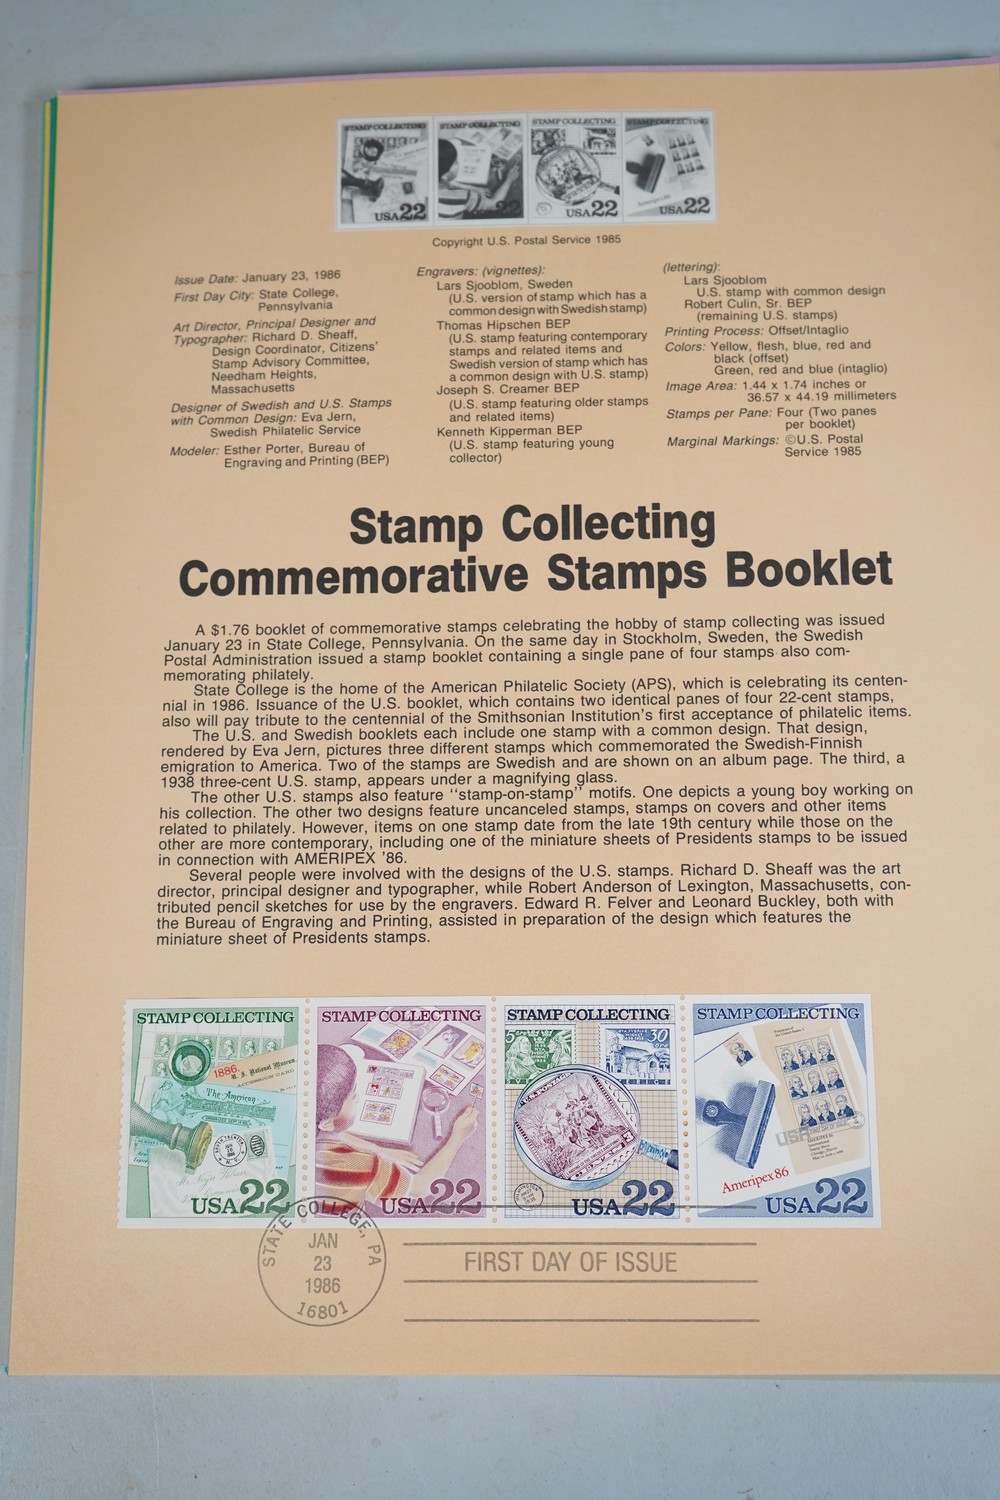 STAMP COLLECTING STAMP COLLECTING STAMP COLLECTING STAMP COLLECTING
USA22 USA22 USA22
Copyright U.S. Postal Service 1985
Issue Date: January 23, 1986
First Day City: State College,
Pennsylvania
Art Director, Principal Designer and
Typographer: Richard D. Sheaff,
Design Coordinator, Citizens'
Stamp Advisory Committee,
Needham Heights,
Massachusetts
Designer of Swedish and U.S. Stamps
with Common Design: Eva Jern,
Swedish Philatelic Service
Modeler: Esther Porter, Bureau of
Engraving and Printing (BEP)
Engravers: (vignettes):
Lars Sjooblom, Sweden
(U.S. version of stamp which has a
common design with Swedish stamp)
Thomas Hipschen BEP
(U.S. stamp featuring contemporary
stamps and related items and
Swedish version of stamp which has
a common design with U.S. stamp)
Joseph S. Creamer BEP
(U.S. stamp featuring older stamps
and related items)
Kenneth Kipperman BEP
(U.S. stamp featuring young
collector)
(lettering):
Lars Sjooblom
U.S. stamp with common design
Robert Culin, Sr. BEP
(remaining U.S. stamps)
Printing Process: Offset/Intaglio
Colors: Yellow, flesh, blue, red and
black (offset)
Green, red and blue (intaglio)
Image Area: 1.44 x 1.74 inches or
36.57 x 44.19 millimeters
Stamps per Pane: Four (Two panes
per booklet)
Marginal Markings: ©U.S. Postal
Service 1985
Stamp Collecting
Commemorative Stamps Booklet
A $1.76 booklet of commemorative stamps celebrating the hobby of stamp collecting was issued
January 23 in State College, Pennsylvania. On the same day in Stockholm, Sweden, the Swedish
Postal Administration issued a stamp booklet containing a single pane of four stamps also com-
memorating philately.
State College is the home of the American Philatelic Society (APS), which is celebrating its centen-
nial in 1986. Issuance of the U.S. booklet, which contains two identical panes of four 22-cent stamps,
also will pay tribute to the centennial of the Smithsonian Institution's first acceptance of philatelic items.
The U.S. and Swedish booklets each include one stamp with a common design. That design,
rendered by Eva Jern, pictures three different stamps which commemorated the Swedish-Finnish
emigration to America. Two of the stamps are Swedish and are shown on an album page. The third, a
1938 three-cent U.S. stamp, appears under a magnifying glass.
The other U.S. stamps also feature "stamp-on-stamp" motifs. One depicts a young boy working on
his collection. The other two designs feature uncanceled stamps, stamps on covers and other items
related to philately. However, items on one stamp date from the late 19th century while those on the
other are more contemporary, including one of the miniature sheets of Presidents stamps to be issued
in connection with AMERIPEX '86.
Several people were involved with the designs of the U.S. stamps. Richard D. Sheaff was the art
director, principal designer and typographer, while Robert Anderson of Lexington, Massachusetts, con-
tributed pencil sketches for use by the engravers. Edward R. Felver and Leonard Buckley, both with
the Bureau of Engraving and Printing, assisted in preparation of the design which features the
miniature sheet of Presidents stamps.
STAMP COLLECTING STAMP COLLECTING STAMP COLLECTING STAMP COLLECTING
1886.
U. S. National Museum
ACCESSION CARD
The American
30
U.S. POSTAGE
USA
Ameripex 86
USA22 USA22 USA22 USA22
STATE COLLEGE, PA
JAN
23
1986
16801
FIRST DAY OF ISSUE